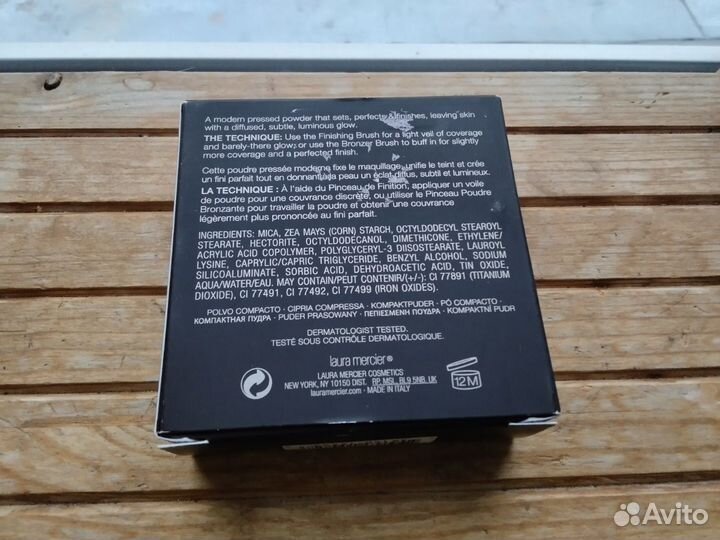 A modern pressed powder that sets, perfects & finishes, leaving skin
with a diffused, subtle, luminous glow.
THE TECHNIQUE: Use the Finishing Brush for a light veil of coverage
and barely-there glow; or use the Bronzer Brush to buff in for slightly
more coverage and a perfected finish.
Cette poudre pressée moderne fixe le maquillage, unifie le teint et crée
un fini parfait tout en donnant à la peau un éclat diffus, subtil et lumineux.
LA TECHNIQUE : À l'aide du Pinceau de Finition, appliquer un voile
de poudre pour une couvrance discrète, ou utiliser le Pinceau Poudre
Bronzante pour travailler la poudre et obtenir une couvrance
légèrement plus prononcée au fini parfait.
INGREDIENTS: MICA, ZEA MAYS (CORN) STARCH, OCTYLDODECYL STEAROYL
STEARATE, HECTORITE, OCTYLDODECANOL, DIMETHICONE, ETHYLENE/
ACRYLIC ACID COPOLYMER, POLYGLYCERYL-3 DIISOSTEARATE, LAUROYL
LYSINE, CAPRYLIC/CAPRIC TRIGLYCERIDE, BENZYL ALCOHOL, SODIUM
SILICOALUMINATE, SORBIC ACID, DEHYDROACETIC ACID, TIN OXIDE,
AQUA/WATER/EAU. MAY CONTAIN/PEUT CONTENIR/(+/-): CI 77891 (TITANIUM
DIOXIDE), CI 77491, CI 77492, CI 77499 (IRON OXIDES).
POLVO COMPACTO · CIPRIA COMPRESSA · KOMPAKTPUDER · PÓ COMPACTO ·
КОМПАКТНАЯ ПУДРА · PUDER PRASOWANY · ΠΕΠΙΕΣΜΕΝΗ ΠΟΥΔΡΑ · KOMPAKTNÍ PUDR
DERMATOLOGIST TESTED.
TESTÉ SOUS CONTRÔLE DERMATOLOGIQUE.
laura mercier®
LAURA MERCIER COSMETICS
NEW YORK, NY 10150 DIST. RP, MSL, BL9 5NB, UK
lauramercier.com MADE IN ITALY
12M
Avito